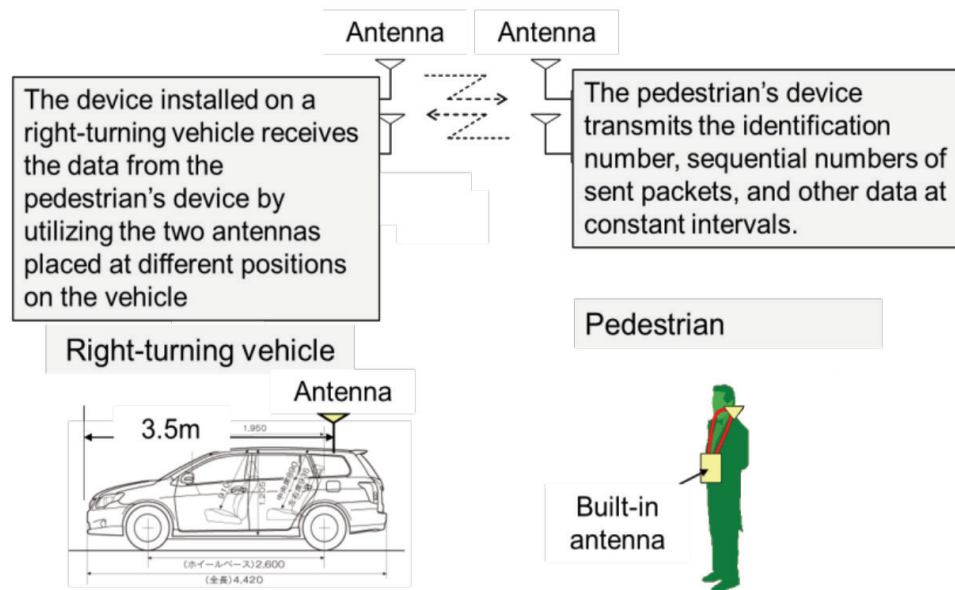 Antenna
Antenna
The device installed on a
right-turning vehicle receives
the data from the
pedestrian's device by
utilizing the two antennas
placed at different positions
on the vehicle
The pedestrian's device
transmits the identification
number, sequential numbers of
sent packets, and other data at
constant intervals.
Right-turning vehicle
Pedestrian
Antenna
3.5m
1,950
1,205
(ホイールベース)2,600
(全長)4,420
Built-in
antenna